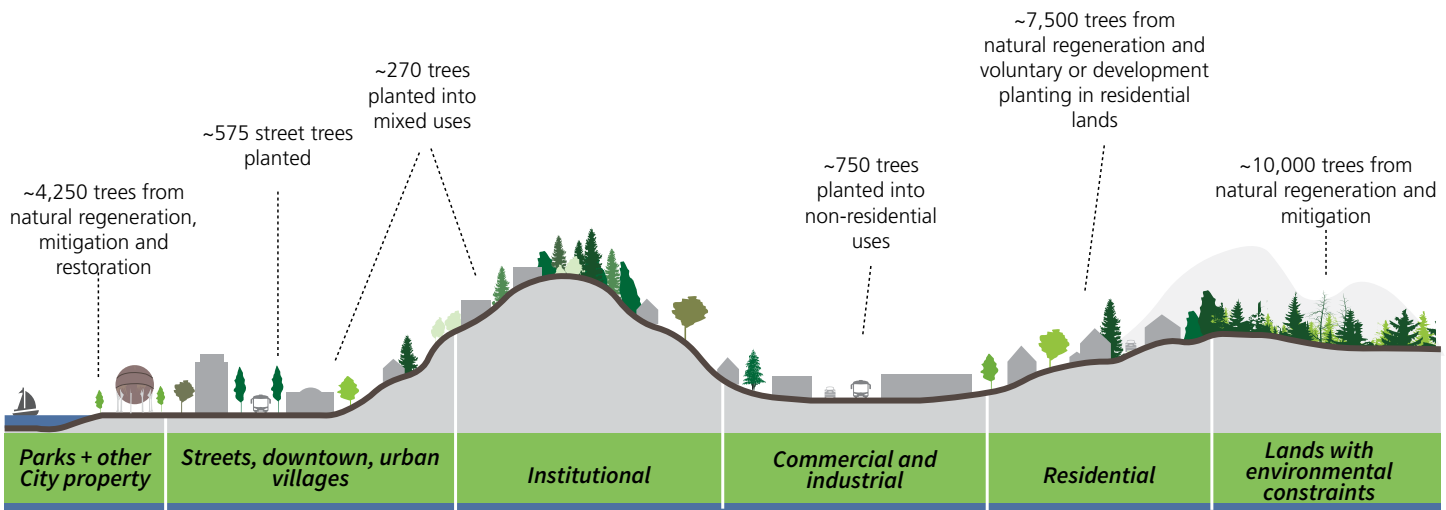 ~4,250 trees from
natural regeneration,
mitigation and
restoration
~575 street trees
planted
~270 trees
planted into
mixed uses
~750 trees
planted into
non-residential
uses
~7,500 trees from
natural regeneration and
voluntary or development
planting in residential
lands
~10,000 trees from
natural regeneration and
mitigation
Parks + other
City property
Streets, downtown, urban
villages
Institutional
Commercial and
industrial
Residential
Lands with
environmental
constraints